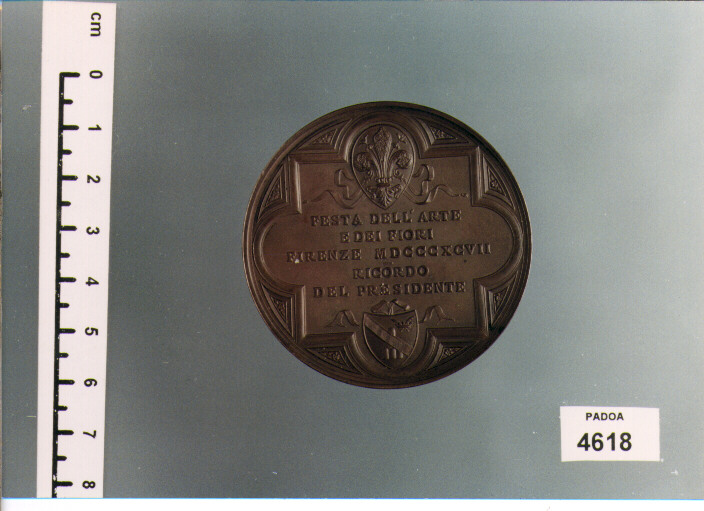 cm
0
1
2
3
4
5
6
7
8
FESTA DELL'ARTE
E DEI FIORI
FIRENZE MDCCCXCVII
RICORDO
DEL PRESIDENTE
PADOA
4618